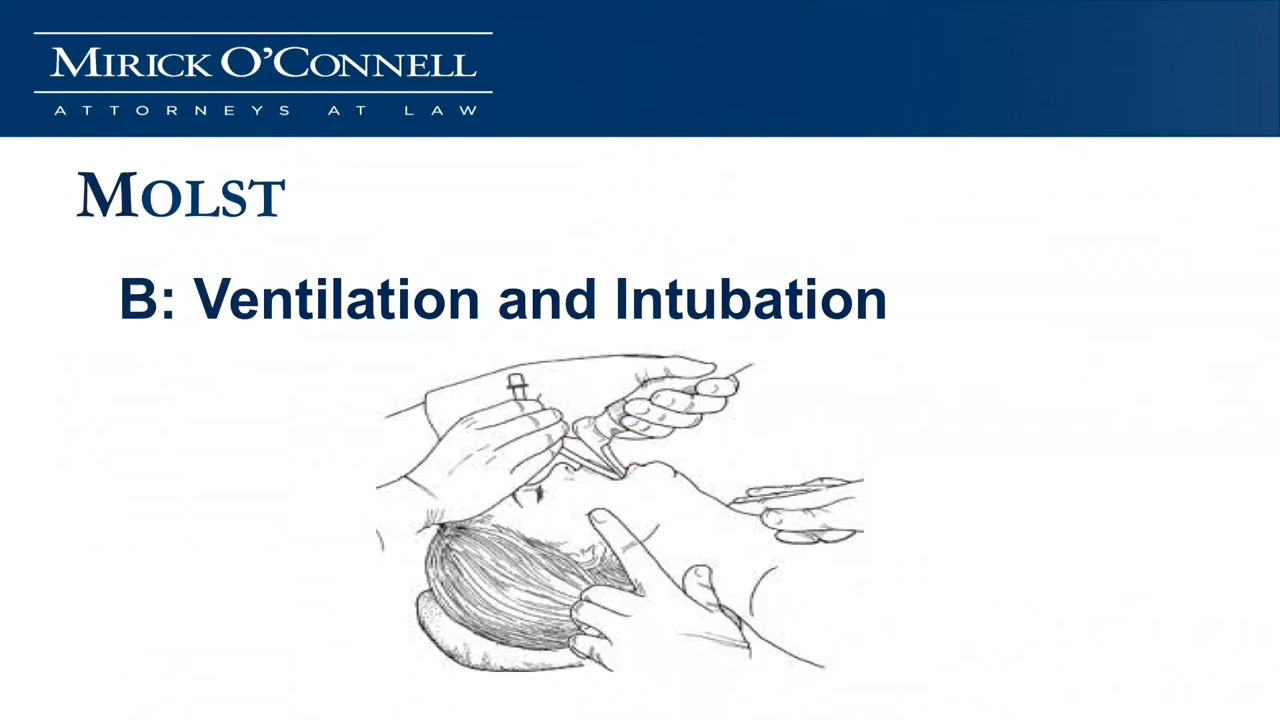 MIRICK O'CONNELL
ATTORNEYS AT LAW
MOLST
B: Ventilation and Intubation